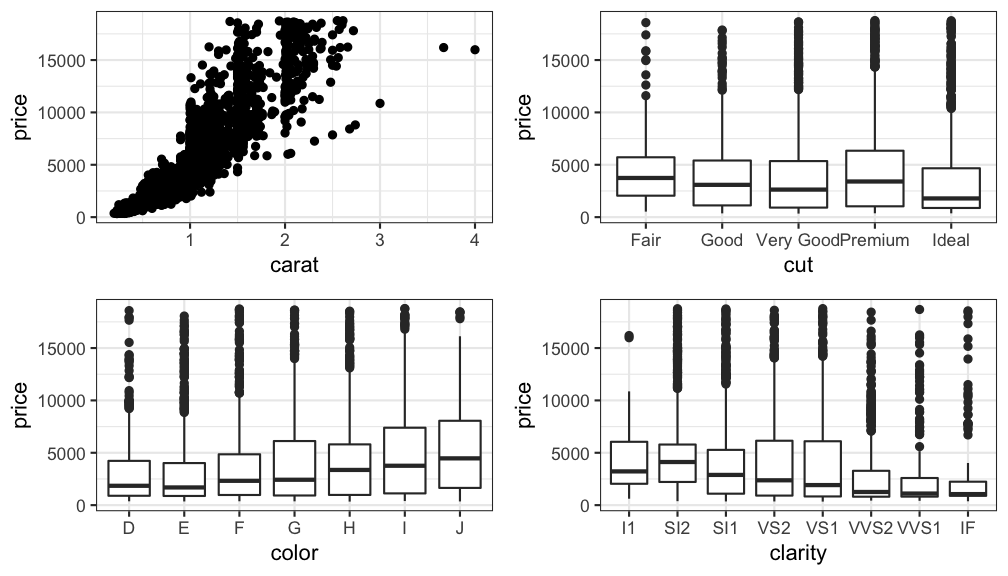 price
15000
10000
5000
0
1 2 3 4
carat
price
15000
10000
5000
0
Fair Good Very Good Premium Ideal
cut
price
15000
10000
5000
0
D E F G H I J
color
price
15000
10000
5000
0
I1 SI2 SI1 VS2 VS1 VVS2 VVS1 IF
clarity